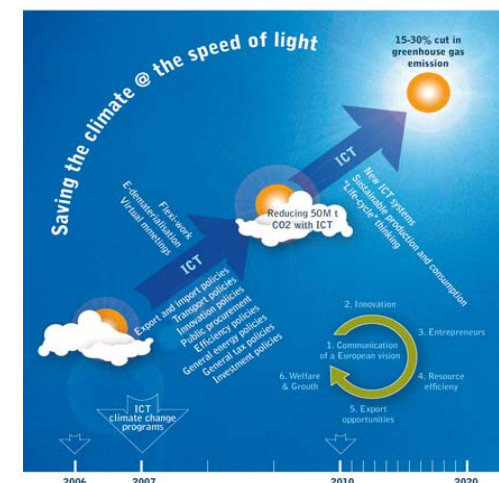 Saving the climate @ the speed of light
15-30% cut in
greenhouse gas
emission
ICT
New ICT systems
Sustainable production and consumption
"Life-cycle" thinking
Reducing 50M t
CO2 with ICT
Flexi-work
E-dematerialisation
Virtual mmetings
ICT
Export and import policies
Transport policies
Innovation policies
Public procurement
Efficiency policies
General energy policies
General tax policies
Investment policies
2. Innovation
1. Communication
of a European vision
3. Entrepreneurs
4. Resource
efficieny
5. Export
opportunities
6. Welfare
& Grouth
ICT
climate change
programs
2006
2007
2010
2020